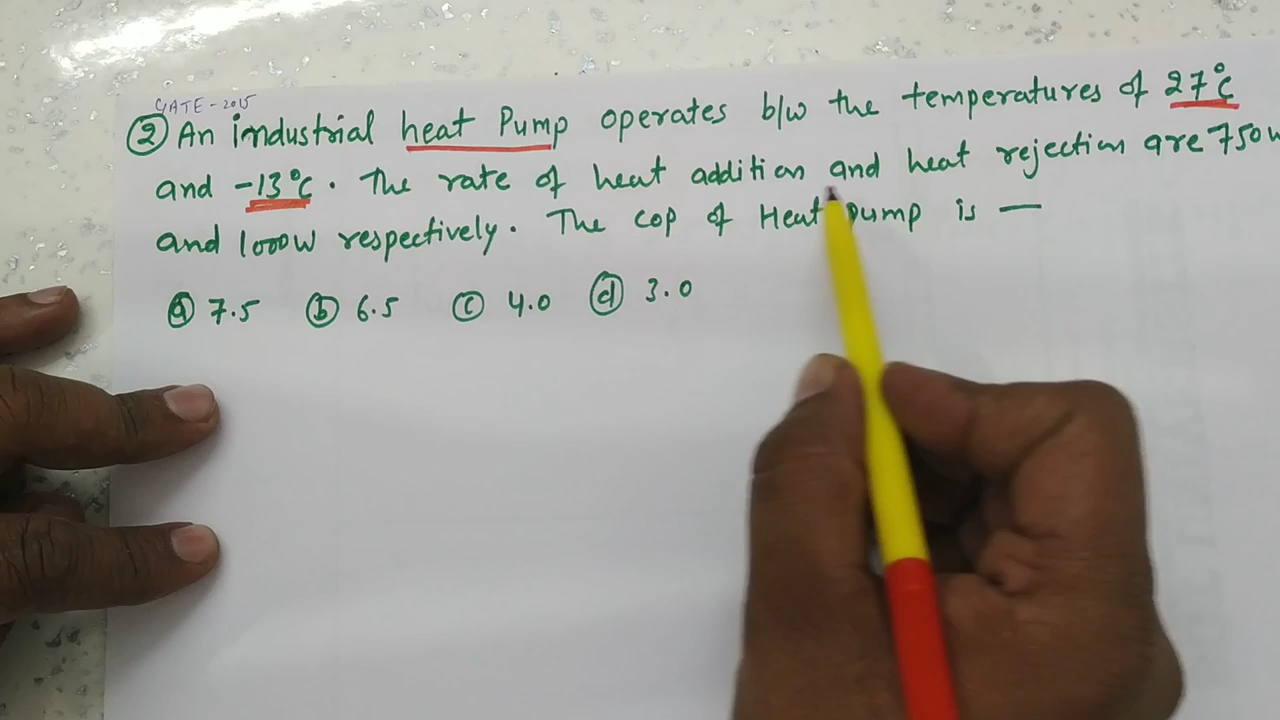 GATE-2015
② An industrial heat Pump operates b/w the temperatures of 27°C
and -13°C. The rate of heat addition and heat rejection are 750W
and 1000W respectively. The cop of Heat pump is —
ⓐ 7.5 ⓑ 6.5 ⓒ 4.0 ⓓ 3.0